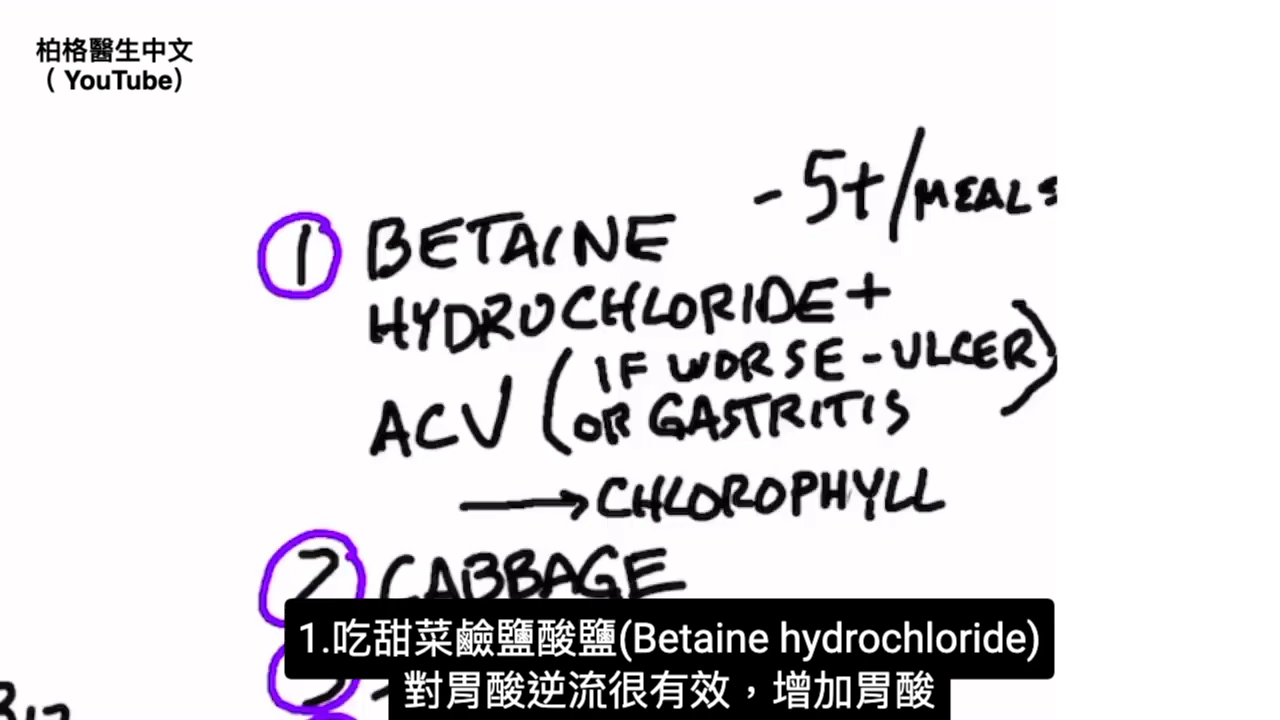 柏格醫生中文
( YouTube)
- 5+/MEALS
1 BETAINE
HYDROCHLORIDE +
ACV (IF WORSE - ULCER
OR GASTRITIS)
→ CHLOROPHYLL
2 CABBAGE
1.吃甜菜鹼鹽酸鹽(Betaine hydrochloride)
對胃酸逆流很有效，增加胃酸